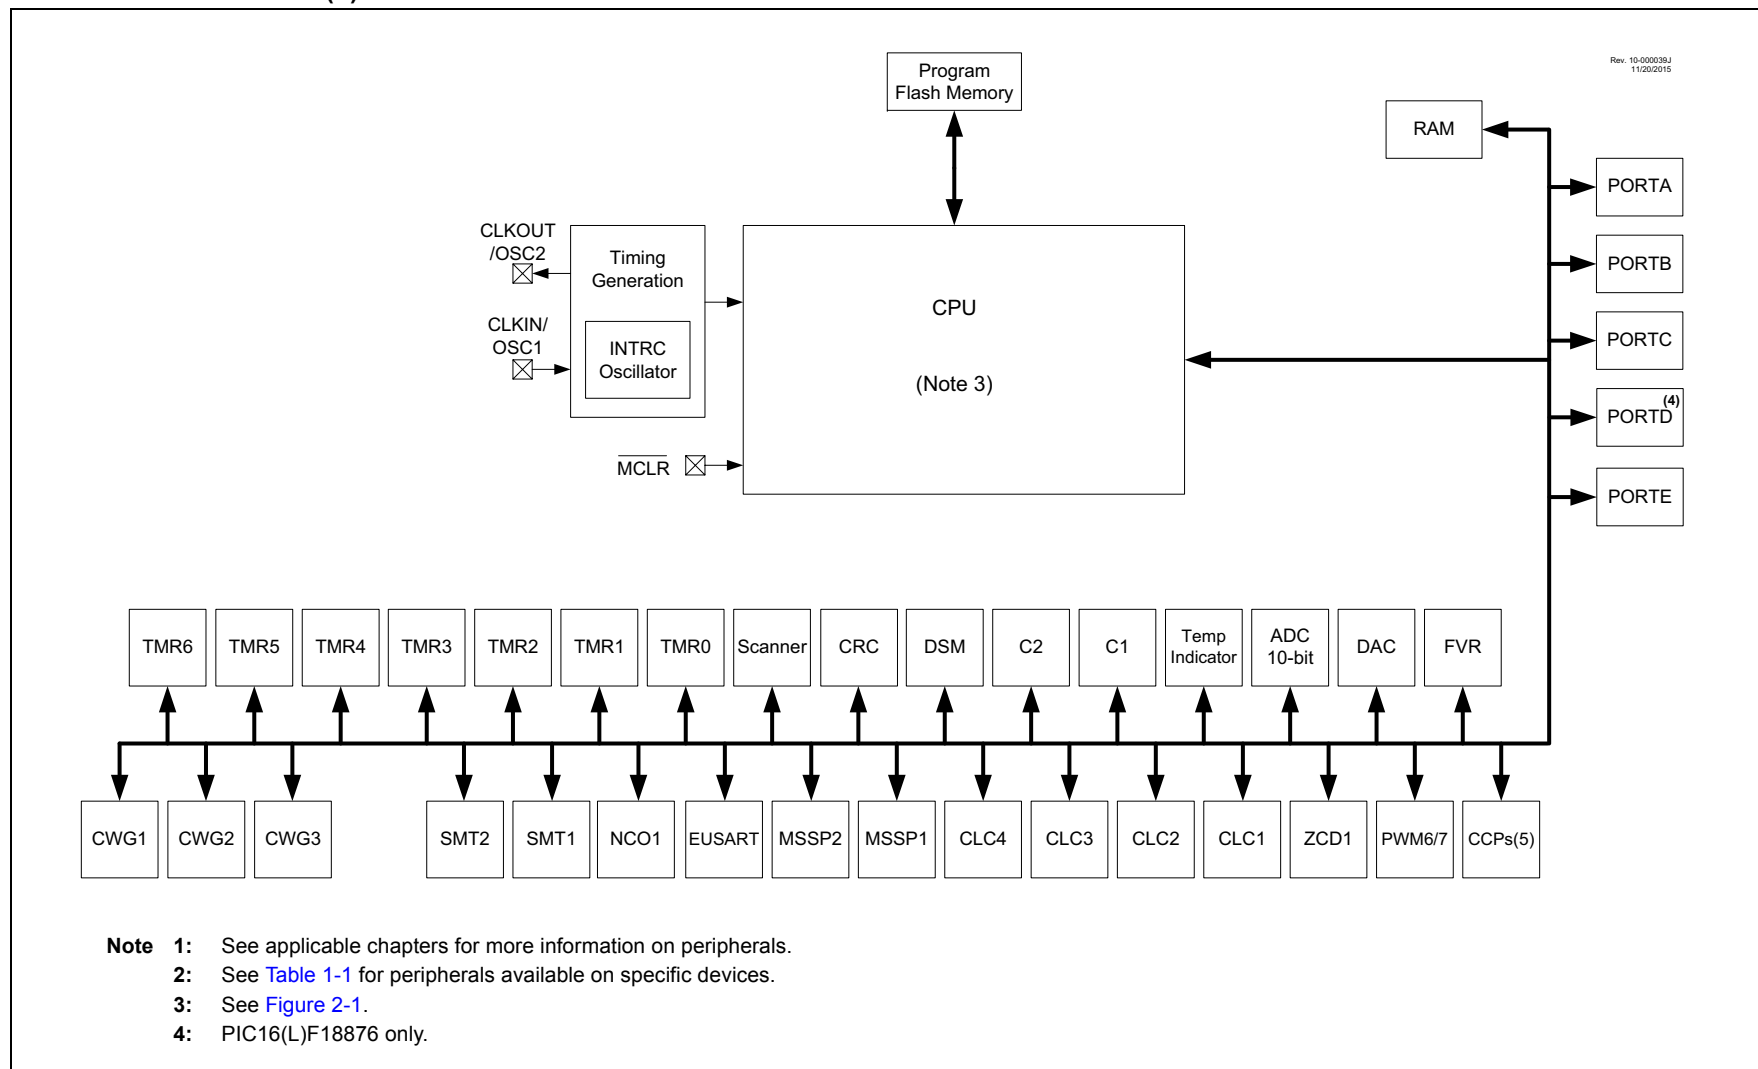 (4)
Rev. 10-000039J
11/20/2015
Program
Flash Memory
RAM
PORTA
PORTB
PORTC
PORTD (4)
PORTE
CLKOUT
/OSC2
Timing
Generation
CLKIN/
OSC1
INTRC
Oscillator
MCLR
CPU
(Note 3)
TMR6
TMR5
TMR4
TMR3
TMR2
TMR1
TMR0
Scanner
CRC
DSM
C2
C1
Temp
Indicator
ADC
10-bit
DAC
FVR
CWG1
CWG2
CWG3
SMT2
SMT1
NCO1
EUSART
MSSP2
MSSP1
CLC4
CLC3
CLC2
CLC1
ZCD1
PWM6/7
CCPs(5)
Note 1: See applicable chapters for more information on peripherals.
2: See Table 1-1 for peripherals available on specific devices.
3: See Figure 2-1.
4: PIC16(L)F18876 only.